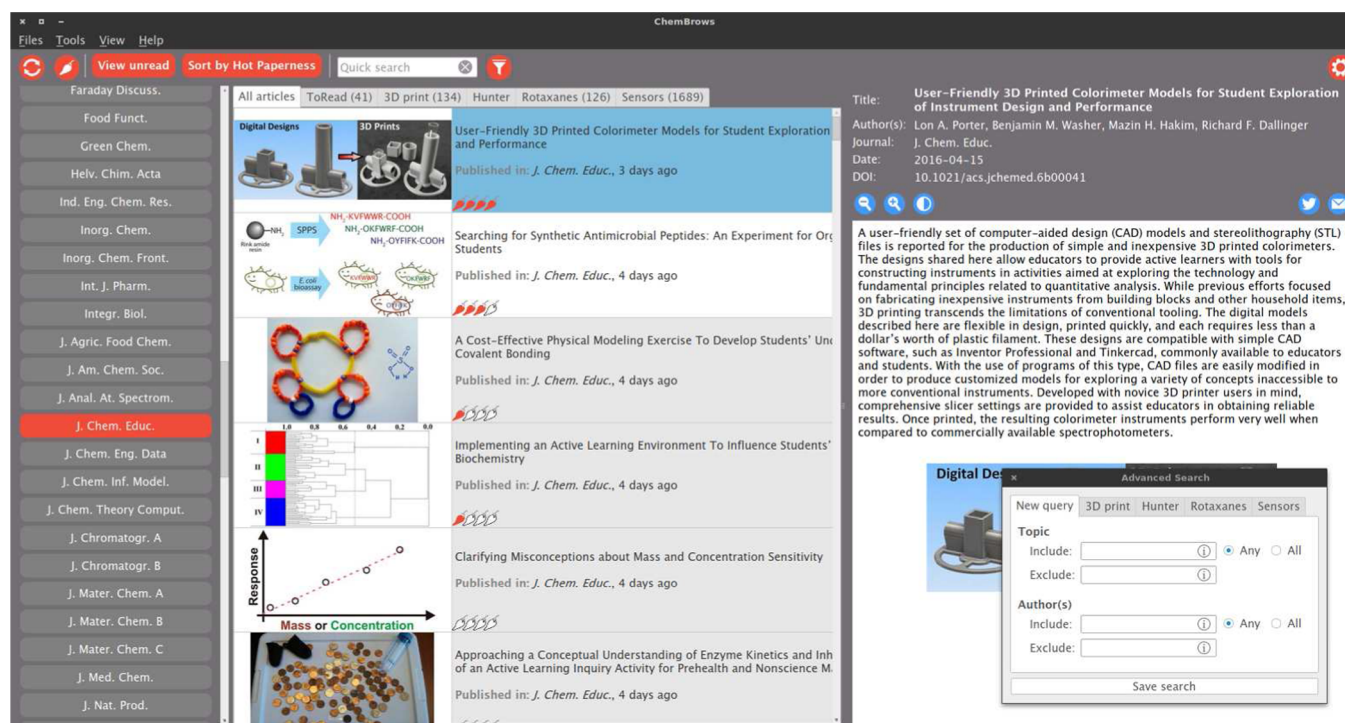 ChemBrows
Files Tools View Help
View unread Sort by Hot Paperness Quick search
Faraday Discuss.
Food Funct.
Green Chem.
Helv. Chim. Acta
Ind. Eng. Chem. Res.
Inorg. Chem.
Inorg. Chem. Front.
Int. J. Pharm.
Integr. Biol.
J. Agric. Food Chem.
J. Am. Chem. Soc.
J. Anal. At. Spectrom.
J. Chem. Educ.
J. Chem. Eng. Data
J. Chem. Inf. Model.
J. Chem. Theory Comput.
J. Chromatogr. A
J. Chromatogr. B
J. Mater. Chem. A
J. Mater. Chem. B
J. Mater. Chem. C
J. Med. Chem.
J. Nat. Prod.
All articles ToRead (41) 3D print (134) Hunter Rotaxanes (126) Sensors (1689)
Digital Designs 3D Prints
User-Friendly 3D Printed Colorimeter Models for Student Exploration
and Performance
Published in: J. Chem. Educ., 3 days ago
NH₂-KVFWWR-COOH
NH₂-OKFWRF-COOH
NH₂-OYFIFK-COOH
NH₂ SPPS
Rink amide
resin
E. coli
bioassay
KVFWWR
OKFWRF
OYFIFK
Searching for Synthetic Antimicrobial Peptides: An Experiment for Org
Students
Published in: J. Chem. Educ., 4 days ago
A Cost-Effective Physical Modeling Exercise To Develop Students' Und
Covalent Bonding
Published in: J. Chem. Educ., 4 days ago
1,0 0,8 0,6 0,4 0,2 0,0
I
II
III
IV
Implementing an Active Learning Environment To Influence Students'
Biochemistry
Published in: J. Chem. Educ., 4 days ago
Response
Mass or Concentration
Clarifying Misconceptions about Mass and Concentration Sensitivity
Published in: J. Chem. Educ., 4 days ago
Approaching a Conceptual Understanding of Enzyme Kinetics and Inh
of an Active Learning Inquiry Activity for Prehealth and Nonscience M
Published in: J. Chem. Educ., 4 days ago
Title: User-Friendly 3D Printed Colorimeter Models for Student Exploration
of Instrument Design and Performance
Author(s): Lon A. Porter, Benjamin M. Washer, Mazin H. Hakim, Richard F. Dallinger
Journal: J. Chem. Educ.
Date: 2016-04-15
DOI: 10.1021/acs.jchemed.6b00041
A user-friendly set of computer-aided design (CAD) models and stereolithography (STL)
files is reported for the production of simple and inexpensive 3D printed colorimeters.
The designs shared here allow educators to provide active learners with tools for
constructing instruments in activities aimed at exploring the technology and
fundamental principles related to quantitative analysis. While previous efforts focused
on fabricating inexpensive instruments from building blocks and other household items,
3D printing transcends the limitations of conventional tooling. The digital models
described here are flexible in design, printed quickly, and each requires less than a
dollar's worth of plastic filament. These designs are compatible with simple CAD
software, such as Inventor Professional and Tinkercad, commonly available to educators
and students. With the use of programs of this type, CAD files are easily modified in
order to produce customized models for exploring a variety of concepts inaccessible to
more conventional instruments. Developed with novice 3D printer users in mind,
comprehensive slicer settings are provided to assist educators in obtaining reliable
results. Once printed, the resulting colorimeter instruments perform very well when
compared to commercially available spectrophotometers.
Digital De
Advanced Search
New query 3D print Hunter Rotaxanes Sensors
Topic
Include: Any All
Exclude:
Author(s)
Include: Any All
Exclude:
Save search